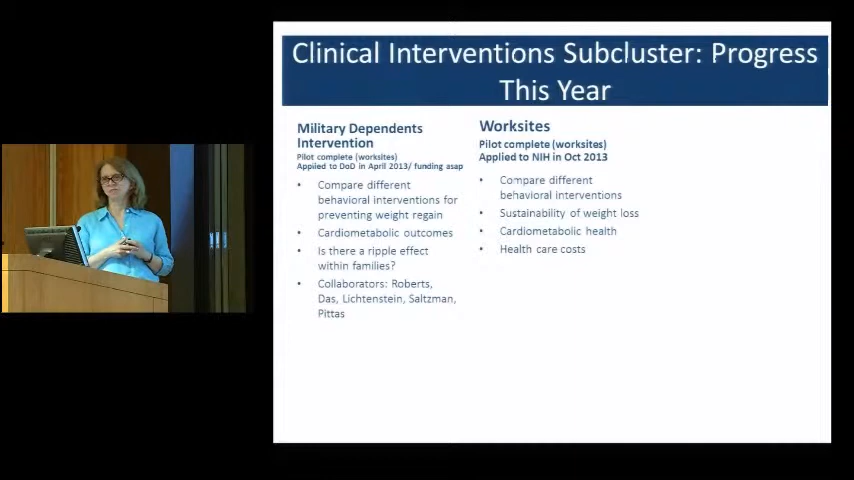 Clinical Interventions Subcluster: Progress
This Year
Military Dependents
Intervention
Pilot complete (worksites)
Applied to DoD in April 2013/ funding asap
• Compare different
behavioral interventions for
preventing weight regain
• Cardiometabolic outcomes
• Is there a ripple effect
within families?
• Collaborators: Roberts,
Das, Lichtenstein, Saltzman,
Pittas
Worksites
Pilot complete (worksites)
Applied to NIH in Oct 2013
• Compare different
behavioral interventions
• Sustainability of weight loss
• Cardiometabolic health
• Health care costs